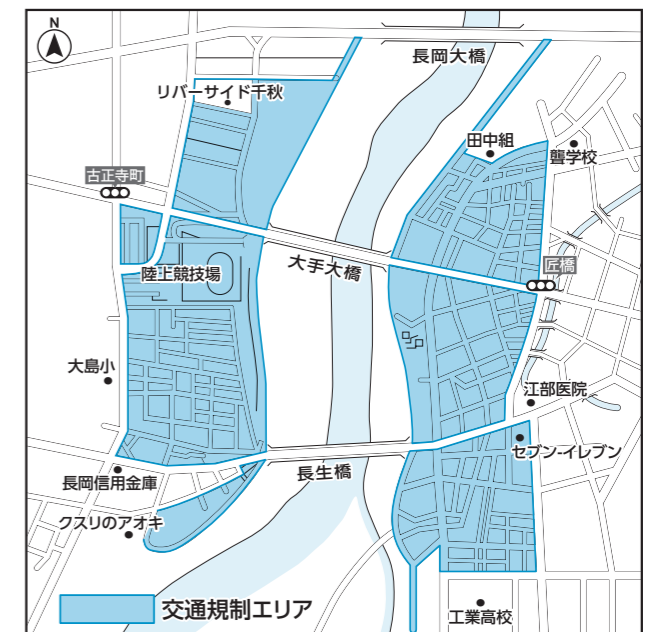 N
長岡大橋
リバーサイド千秋
田中組
聾学校
古正寺町
大手大橋
匠橋
陸上競技場
大島小
江部医院
セブン-イレブン
長岡信用金庫
長生橋
クスリのアオキ
交通規制エリア
工業高校